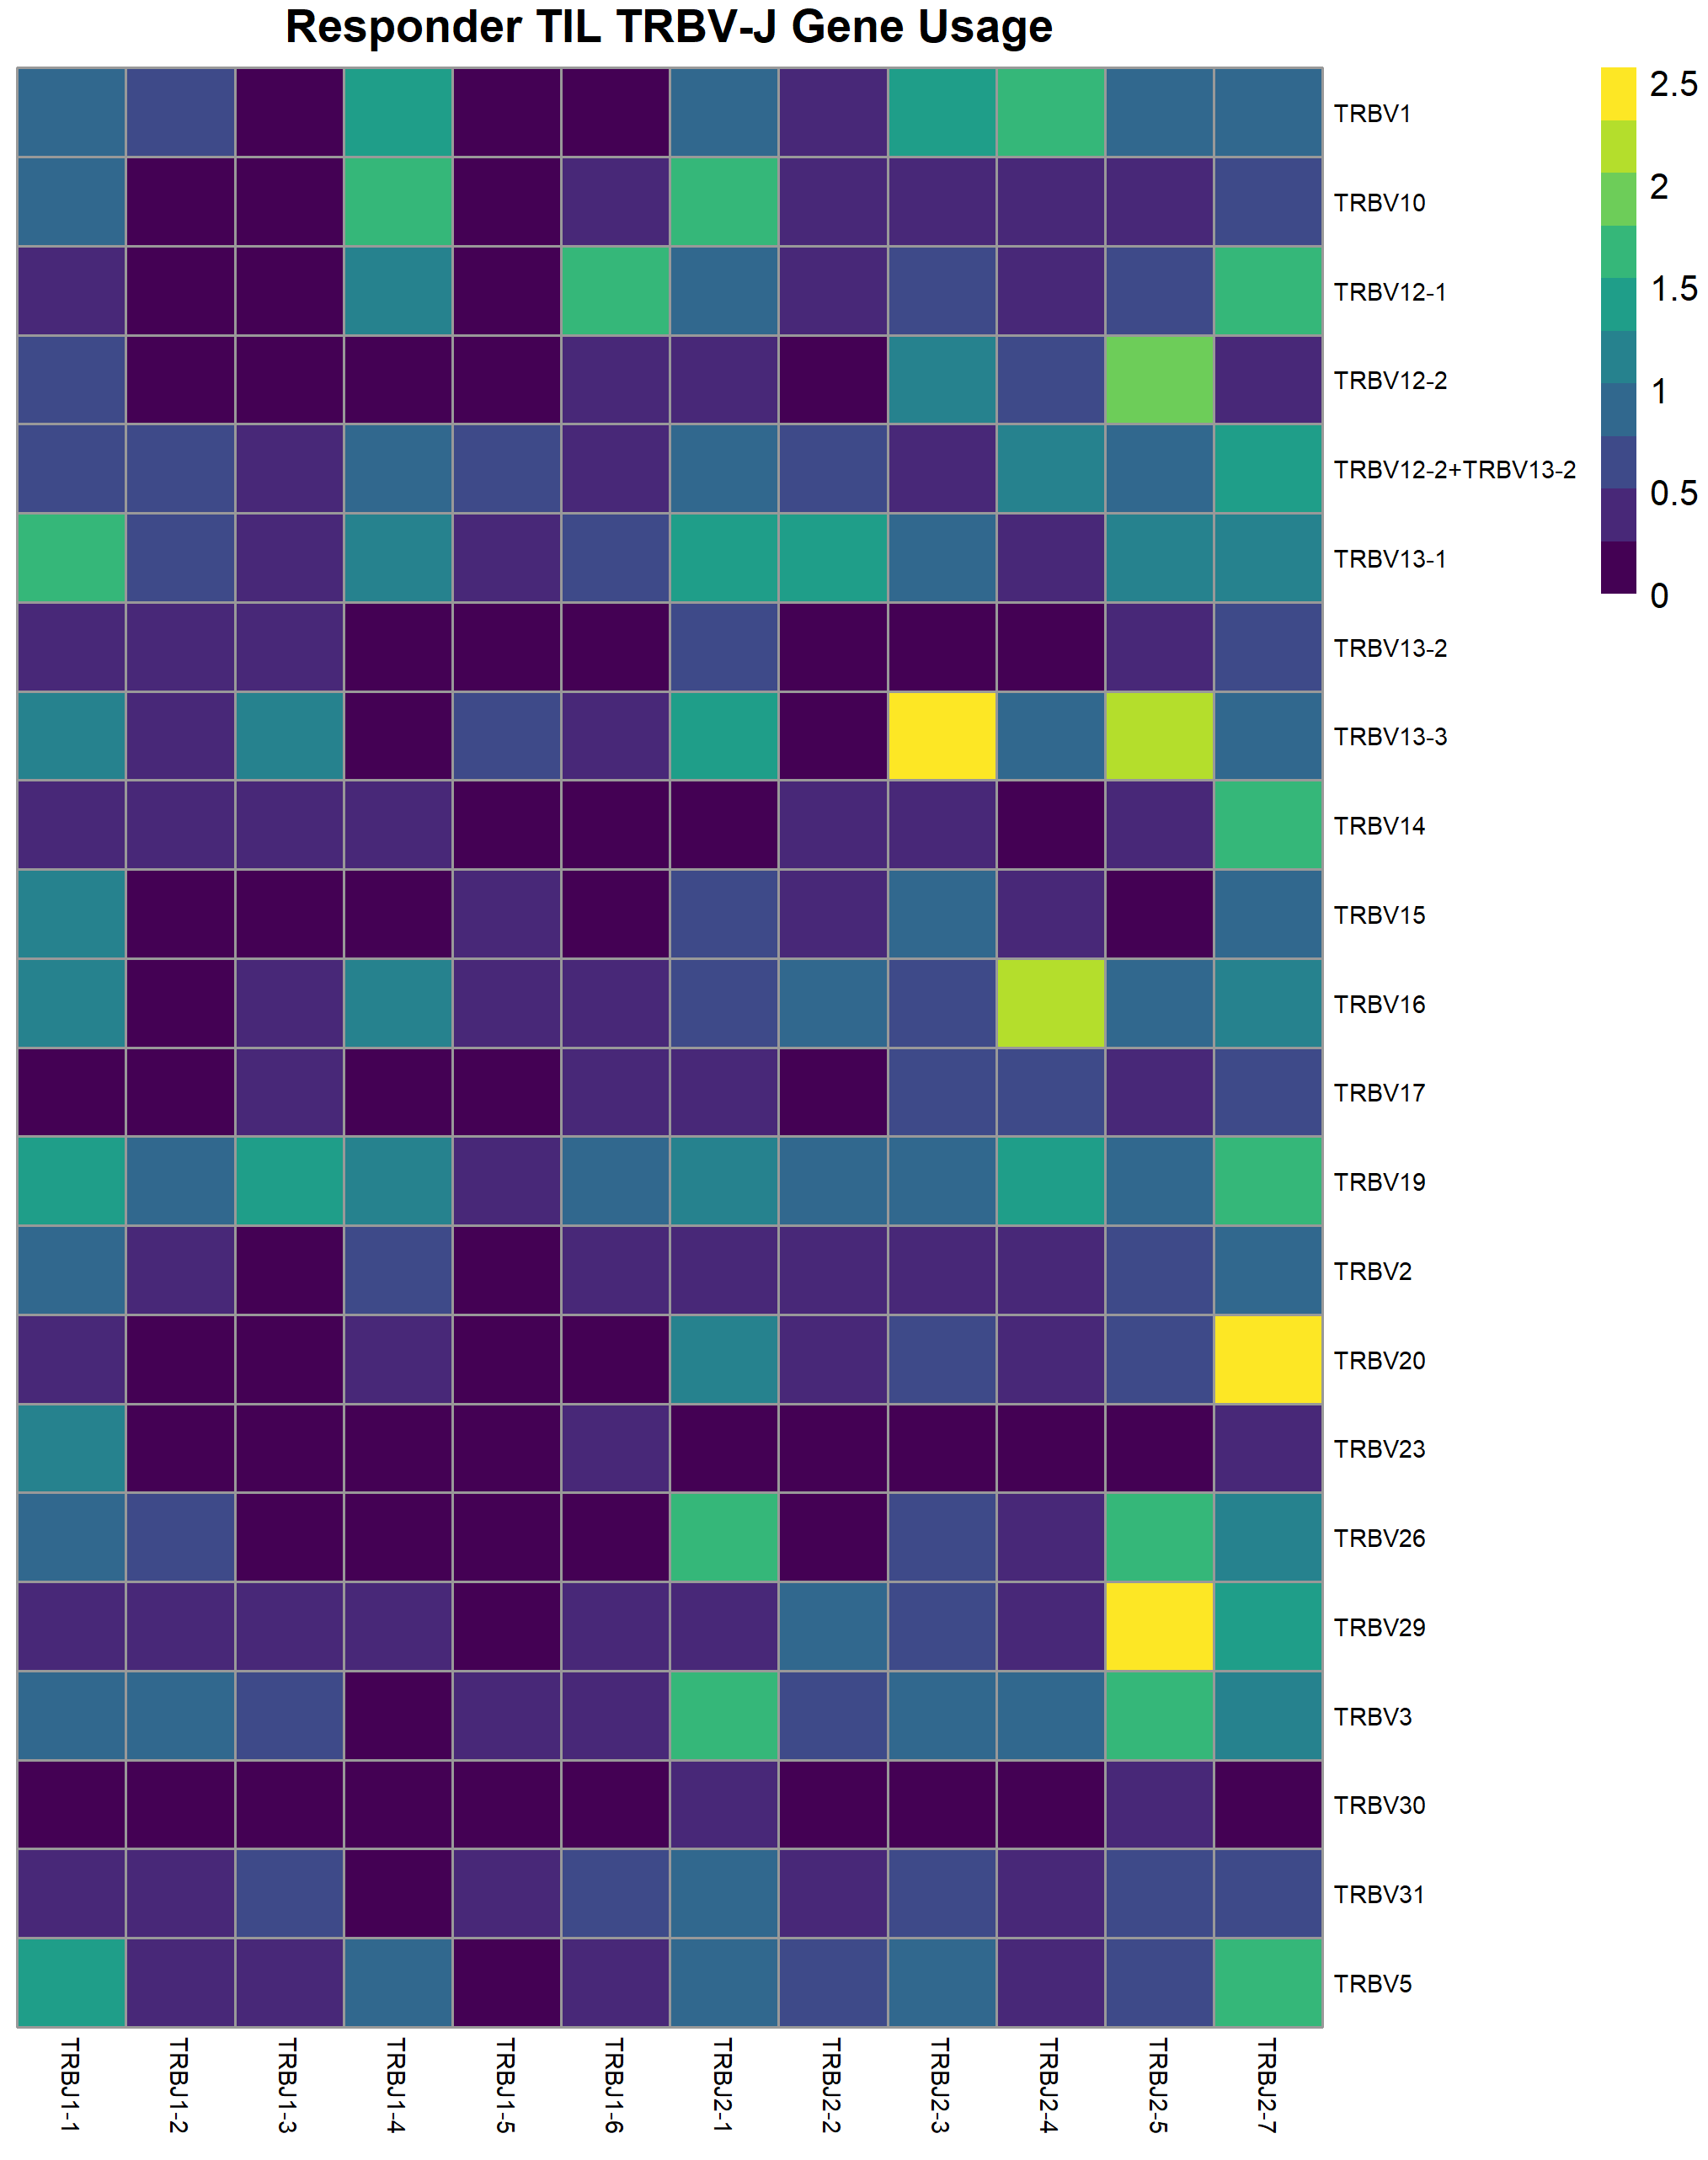 Responder TIL TRBV-J Gene Usage
TRBV1
TRBV10
TRBV12-1
TRBV12-2
TRBV12-2+TRBV13-2
TRBV13-1
TRBV13-2
TRBV13-3
TRBV14
TRBV15
TRBV16
TRBV17
TRBV19
TRBV2
TRBV20
TRBV23
TRBV26
TRBV29
TRBV3
TRBV30
TRBV31
TRBV5
TRBJ1-1
TRBJ1-2
TRBJ1-3
TRBJ1-4
TRBJ1-5
TRBJ1-6
TRBJ2-1
TRBJ2-2
TRBJ2-3
TRBJ2-4
TRBJ2-5
TRBJ2-7
2.5
2
1.5
1
0.5
0